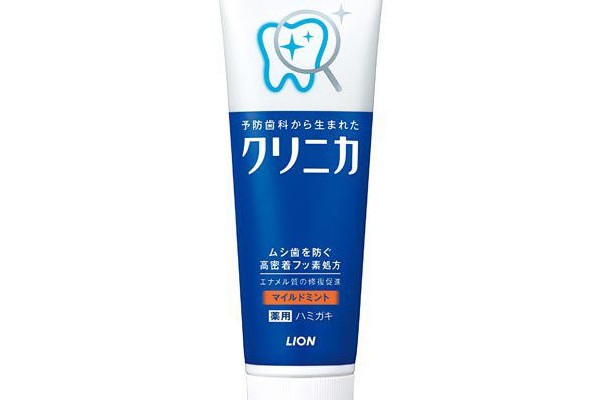 予防歯科から生まれた
クリニカ
ムシ歯を防ぐ
高密着フッ素処方
エナメル質の修復促進
マイルドミント
薬用 ハミガキ
LION